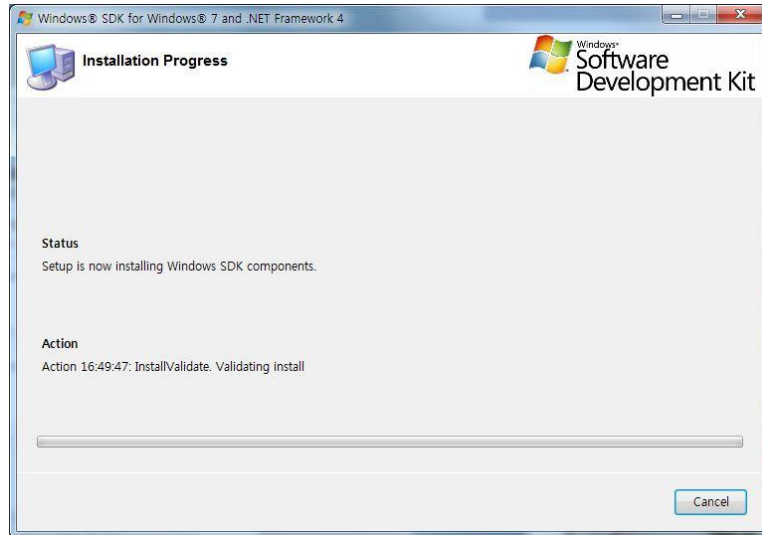 Windows® SDK for Windows® 7 and .NET Framework 4
Installation Progress
Windows®
Software
Development Kit
Status
Setup is now installing Windows SDK components.
Action
Action 16:49:47: InstallValidate. Validating install
Cancel